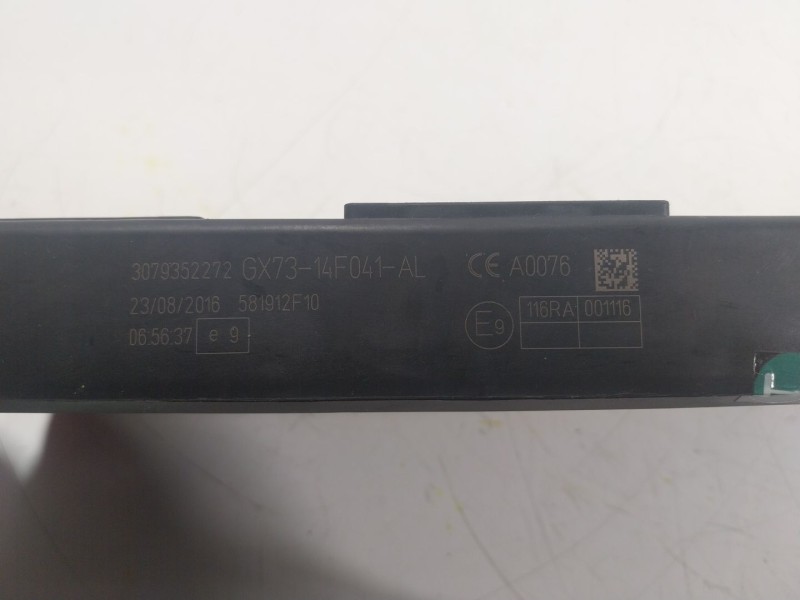 3079352272 GX73-14F041-AL CE A0076
23/08/2016 581912F10
06:56:37 e 9
E9 116RA 001116